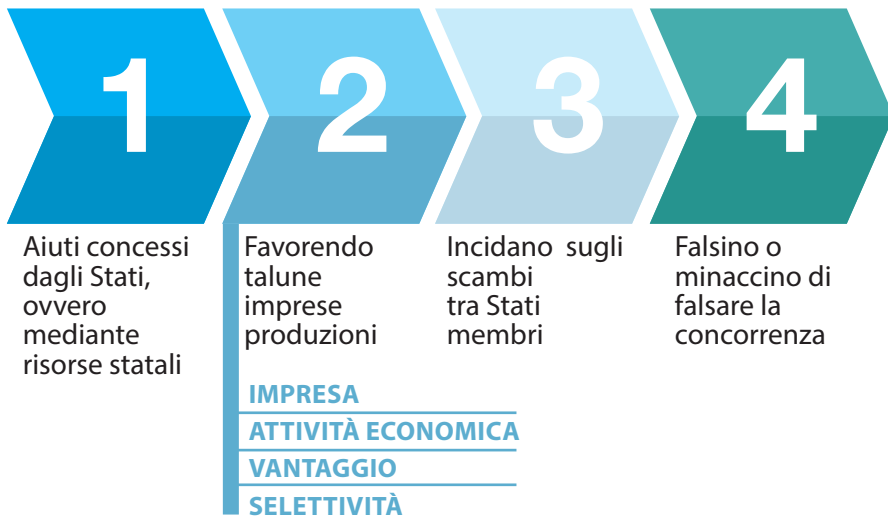 1
Aiuti concessi
dagli Stati,
ovvero
mediante
risorse statali
2
Favorendo
talune
imprese
produzioni
IMPRESA
ATTIVITÀ ECONOMICA
VANTAGGIO
SELETTIVITÀ
3
Incidano sugli
scambi
tra Stati
membri
4
Falsino o
minaccino di
falsare la
concorrenza